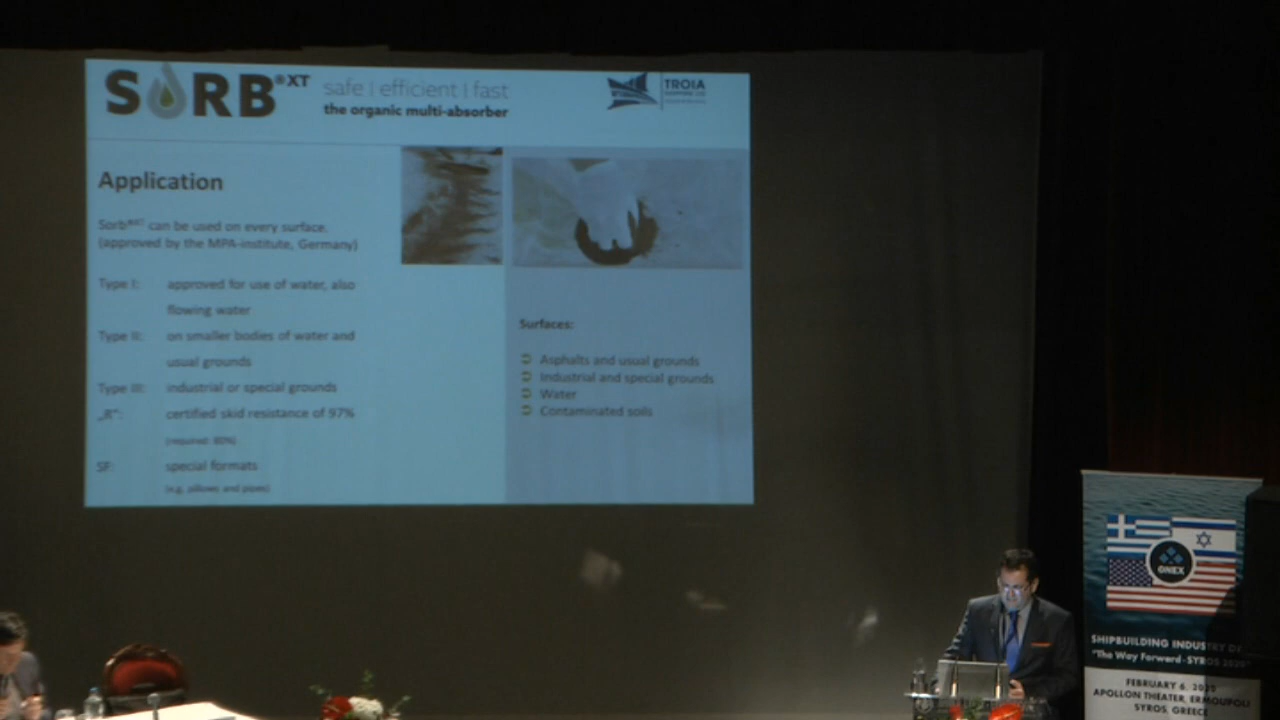 SORB®XT
safe | efficient | fast
the organic multi-absorber
TROIA
Application
Sorb®XT can be used on every surface.
(approved by the MPA-institute, Germany)
Type I: approved for use of water, also
flowing water
Type II: on smaller bodies of water and
usual grounds
Type III: industrial or special grounds
„R": certified skid resistance of 97%
(required: 80%)
SF: special formats
(e.g. pillows and pipes)
Surfaces:
Asphalts and usual grounds
Industrial and special grounds
Water
Contaminated soils
ONEX
SHIPBUILDING INDUSTRY
"The Way Forward - SYROS 2020"
FEBRUARY 6, 2020
APOLLON THEATER, ERMOUPOLI
SYROS, GREECE